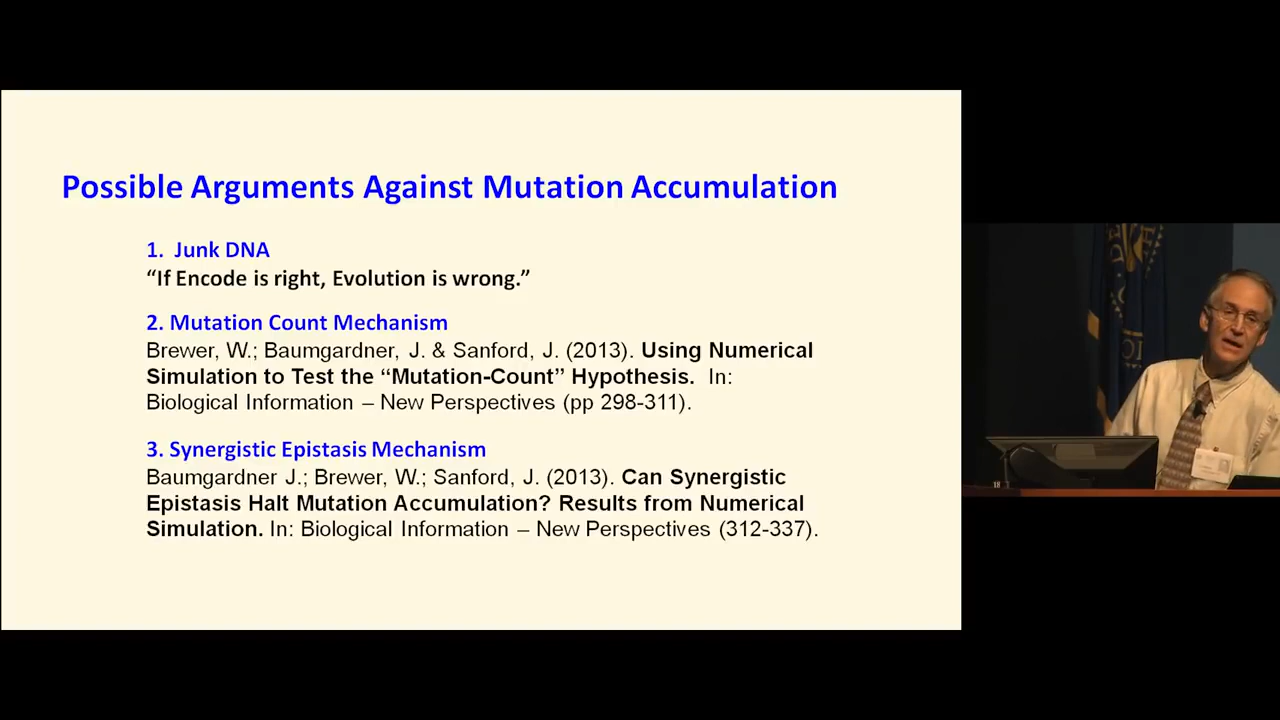 Possible Arguments Against Mutation Accumulation
1. Junk DNA
“If Encode is right, Evolution is wrong.”
2. Mutation Count Mechanism
Brewer, W.; Baumgardner, J. & Sanford, J. (2013). Using Numerical
Simulation to Test the “Mutation-Count” Hypothesis. In:
Biological Information – New Perspectives (pp 298-311).
3. Synergistic Epistasis Mechanism
Baumgardner J.; Brewer, W.; Sanford, J. (2013). Can Synergistic
Epistasis Halt Mutation Accumulation? Results from Numerical
Simulation. In: Biological Information – New Perspectives (312-337).
18